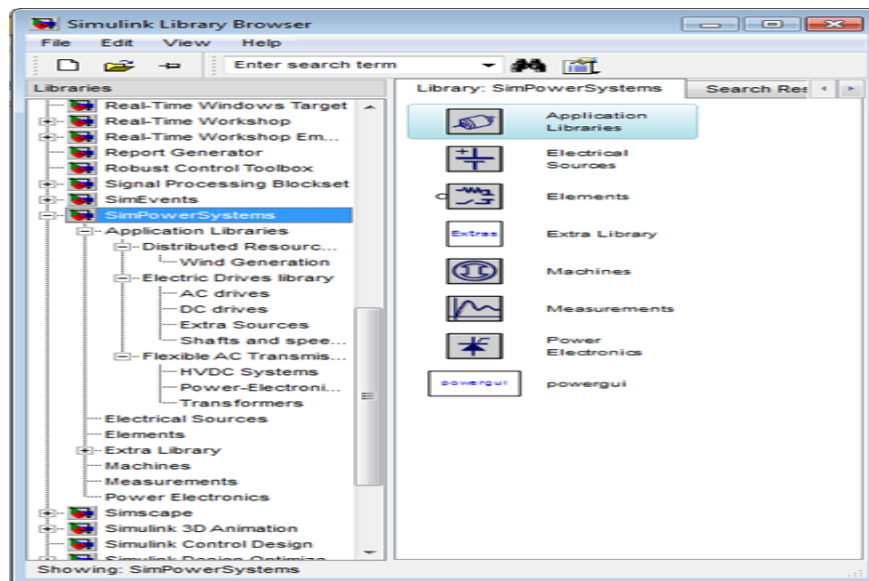 Simulink Library Browser
File Edit View Help
Enter search term
Libraries
Real-Time Windows Target
Real-Time Workshop
Real-Time Workshop Em...
Report Generator
Robust Control Toolbox
Signal Processing Blockset
SimEvents
SimPowerSystems
Application Libraries
Distributed Resourc...
Wind Generation
Electric Drives library
AC drives
DC drives
Extra Sources
Shafts and spee...
Flexible AC Transmis...
HVDC Systems
Power-Electroni...
Transformers
Electrical Sources
Elements
Extra Library
Machines
Measurements
Power Electronics
Simscape
Simulink 3D Animation
Simulink Control Design
Simulink Design Optimize
Library: SimPowerSystems
Search Res
Application
Libraries
Electrical
Sources
Elements
Extras
Extra Library
Machines
Measurements
Power
Electronics
powergui
powergui
Showing: SimPowerSystems